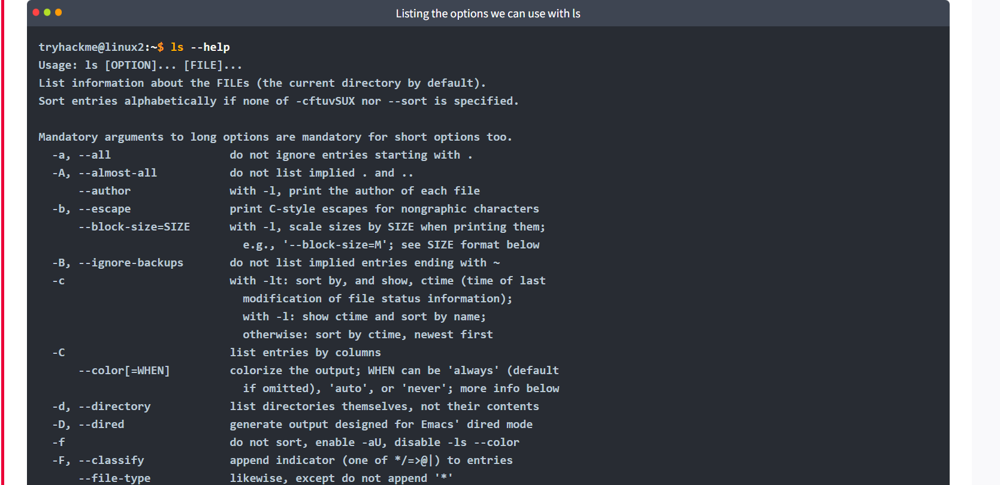 Listing the options we can use with ls
tryhackme@linux2:~$ ls --help
Usage: ls [OPTION]... [FILE]...
List information about the FILEs (the current directory by default).
Sort entries alphabetically if none of -cftuvSUX nor --sort is specified.

Mandatory arguments to long options are mandatory for short options too.
  -a, --all                  do not ignore entries starting with .
  -A, --almost-all           do not list implied . and ..
      --author               with -l, print the author of each file
  -b, --escape               print C-style escapes for nongraphic characters
      --block-size=SIZE      with -l, scale sizes by SIZE when printing them;
                               e.g., '--block-size=M'; see SIZE format below
  -B, --ignore-backups       do not list implied entries ending with ~
  -c                         with -lt: sort by, and show, ctime (time of last
                               modification of file status information);
                               with -l: show ctime and sort by name;
                               otherwise: sort by ctime, newest first
  -C                         list entries by columns
      --color[=WHEN]         colorize the output; WHEN can be 'always' (default
                               if omitted), 'auto', or 'never'; more info below
  -d, --directory            list directories themselves, not their contents
  -D, --dired                generate output designed for Emacs' dired mode
  -f                         do not sort, enable -aU, disable -ls --color
  -F, --classify             append indicator (one of */=>@|) to entries
      --file-type            likewise, except do not append '*'